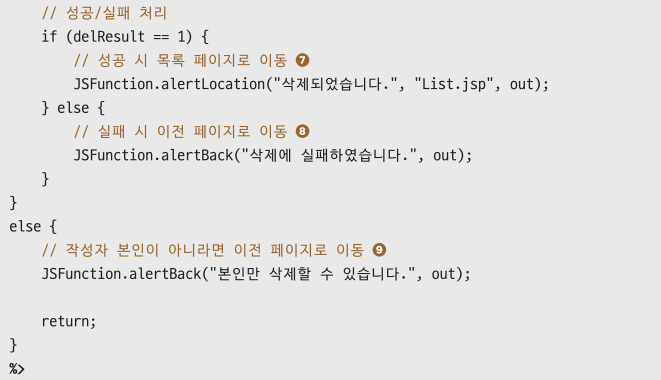 // 성공/실패 처리
if (delResult == 1) {
// 성공 시 목록 페이지로 이동 ❼
JSFunction.alertLocation("삭제되었습니다.", "List.jsp", out);
} else {
// 실패 시 이전 페이지로 이동 ❽
JSFunction.alertBack("삭제에 실패하였습니다.", out);
}
}
else {
// 작성자 본인이 아니라면 이전 페이지로 이동 ❾
JSFunction.alertBack("본인만 삭제할 수 있습니다.", out);
return;
}
%>